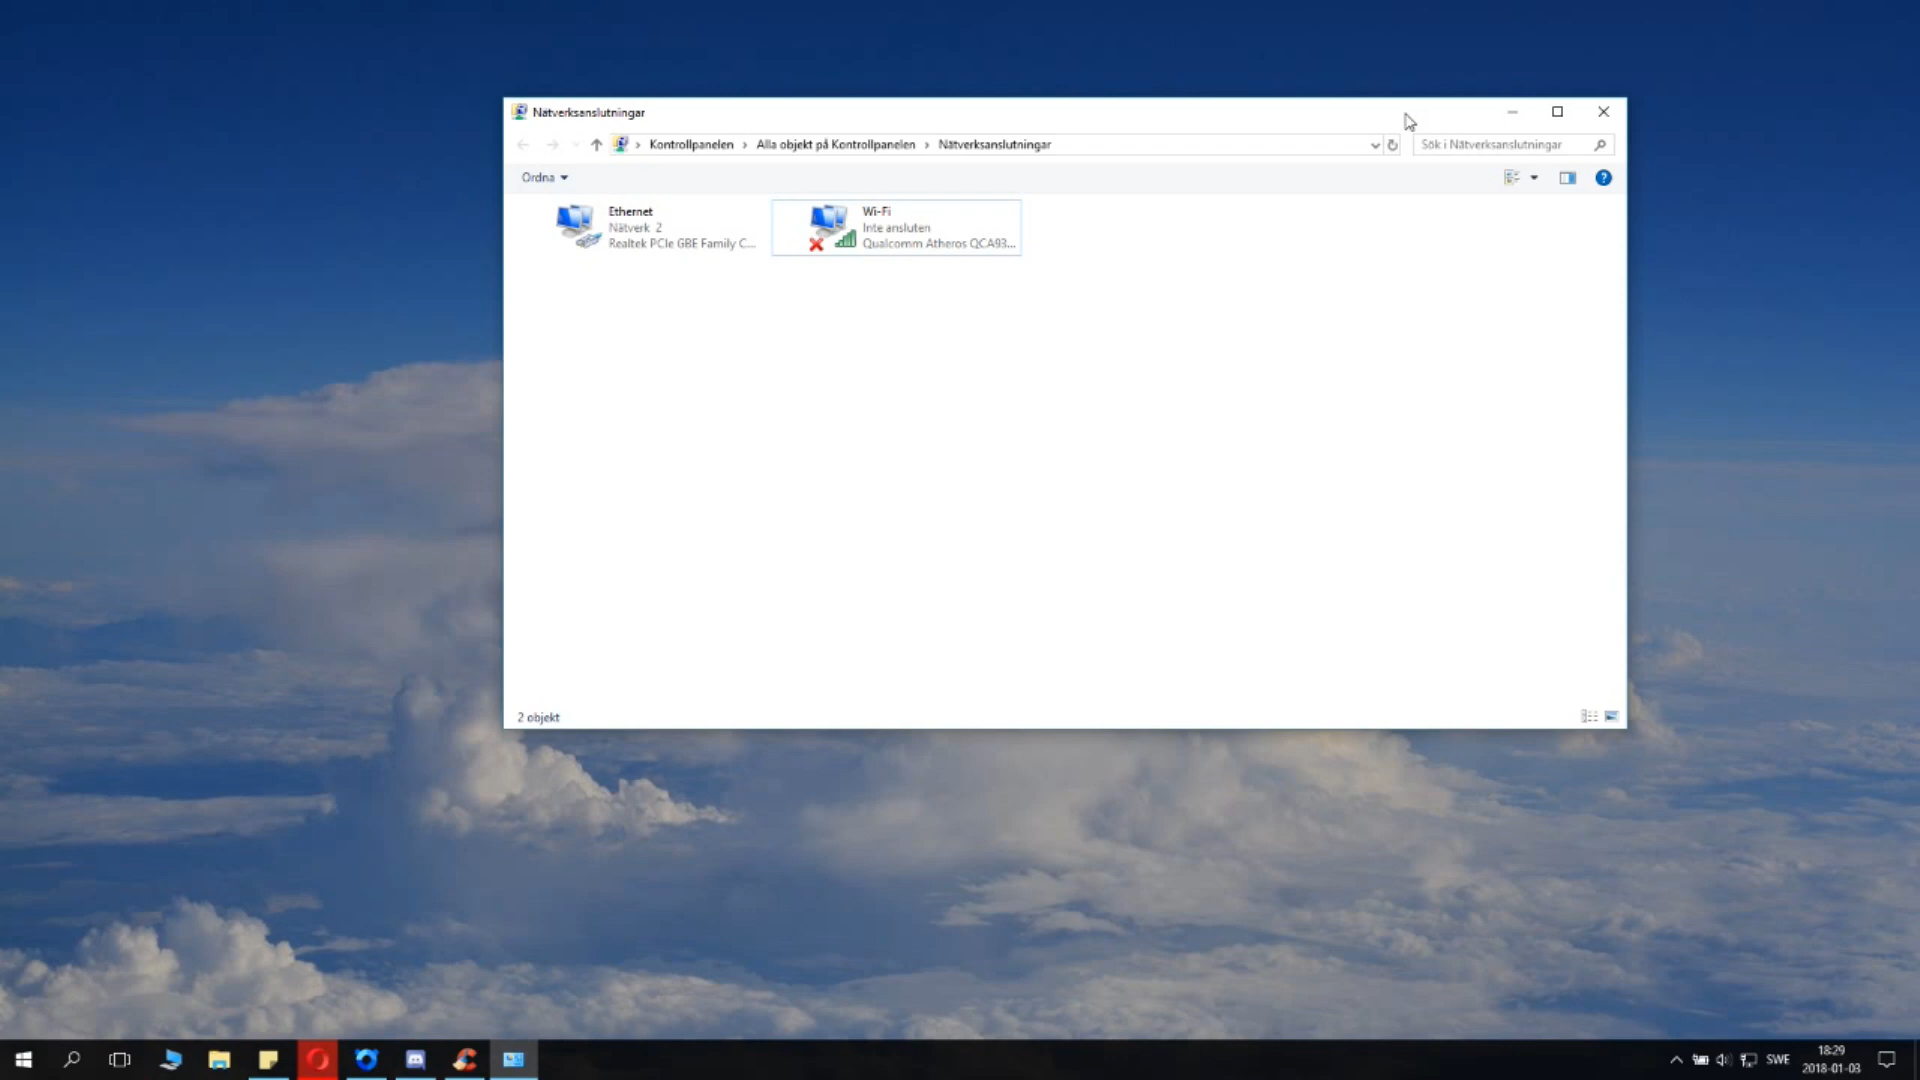 Nätverksanslutningar
Kontrollpanelen › Alla objekt på Kontrollpanelen › Nätverksanslutningar
Sök i Nätverksanslutningar
Ordna
Ethernet
Nätverk 2
Realtek PCIe GBE Family C...
Wi-Fi
Inte ansluten
Qualcomm Atheros QCA93...
2 objekt
SWE
18:29
2018-01-03